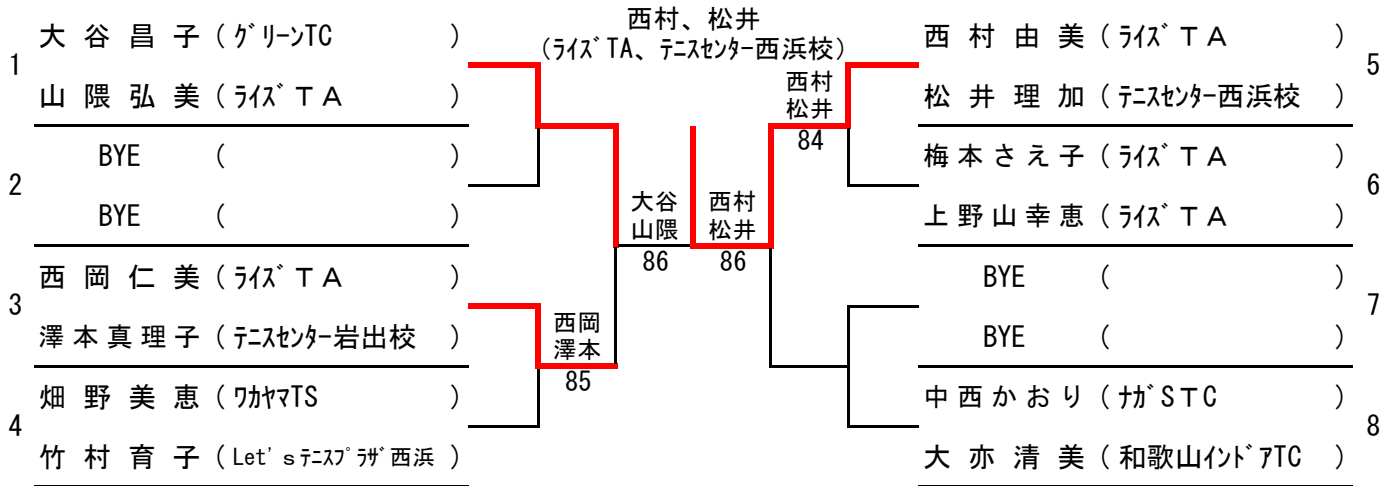 西村、松井
(ﾗｲｽﾞTA、ﾃﾆｽｾﾝﾀｰ西浜校)
1
大谷昌子(ｸﾞﾘｰﾝTC)
山隈弘美(ﾗｲｽﾞＴＡ)
2
BYE ( )
BYE ( )
3
西岡仁美(ﾗｲｽﾞＴＡ)
澤本真理子(ﾃﾆｽｾﾝﾀｰ岩出校)
4
畑野美恵(ﾜｶﾔﾏTS)
竹村育子(Let'sﾃﾆｽﾌﾟﾗｻﾞ西浜)
西岡
澤本
85
大谷
山隈
86
西村
松井
86
西村
松井
84
西村由美(ﾗｲｽﾞＴＡ)
松井理加(ﾃﾆｽｾﾝﾀｰ西浜校)
5
梅本さえ子(ﾗｲｽﾞＴＡ)
上野山幸恵(ﾗｲｽﾞＴＡ)
6
BYE ( )
BYE ( )
7
中西かおり(ﾅｶﾞSＴＣ)
大亦清美(和歌山ｲﾝﾄﾞｱTC)
8